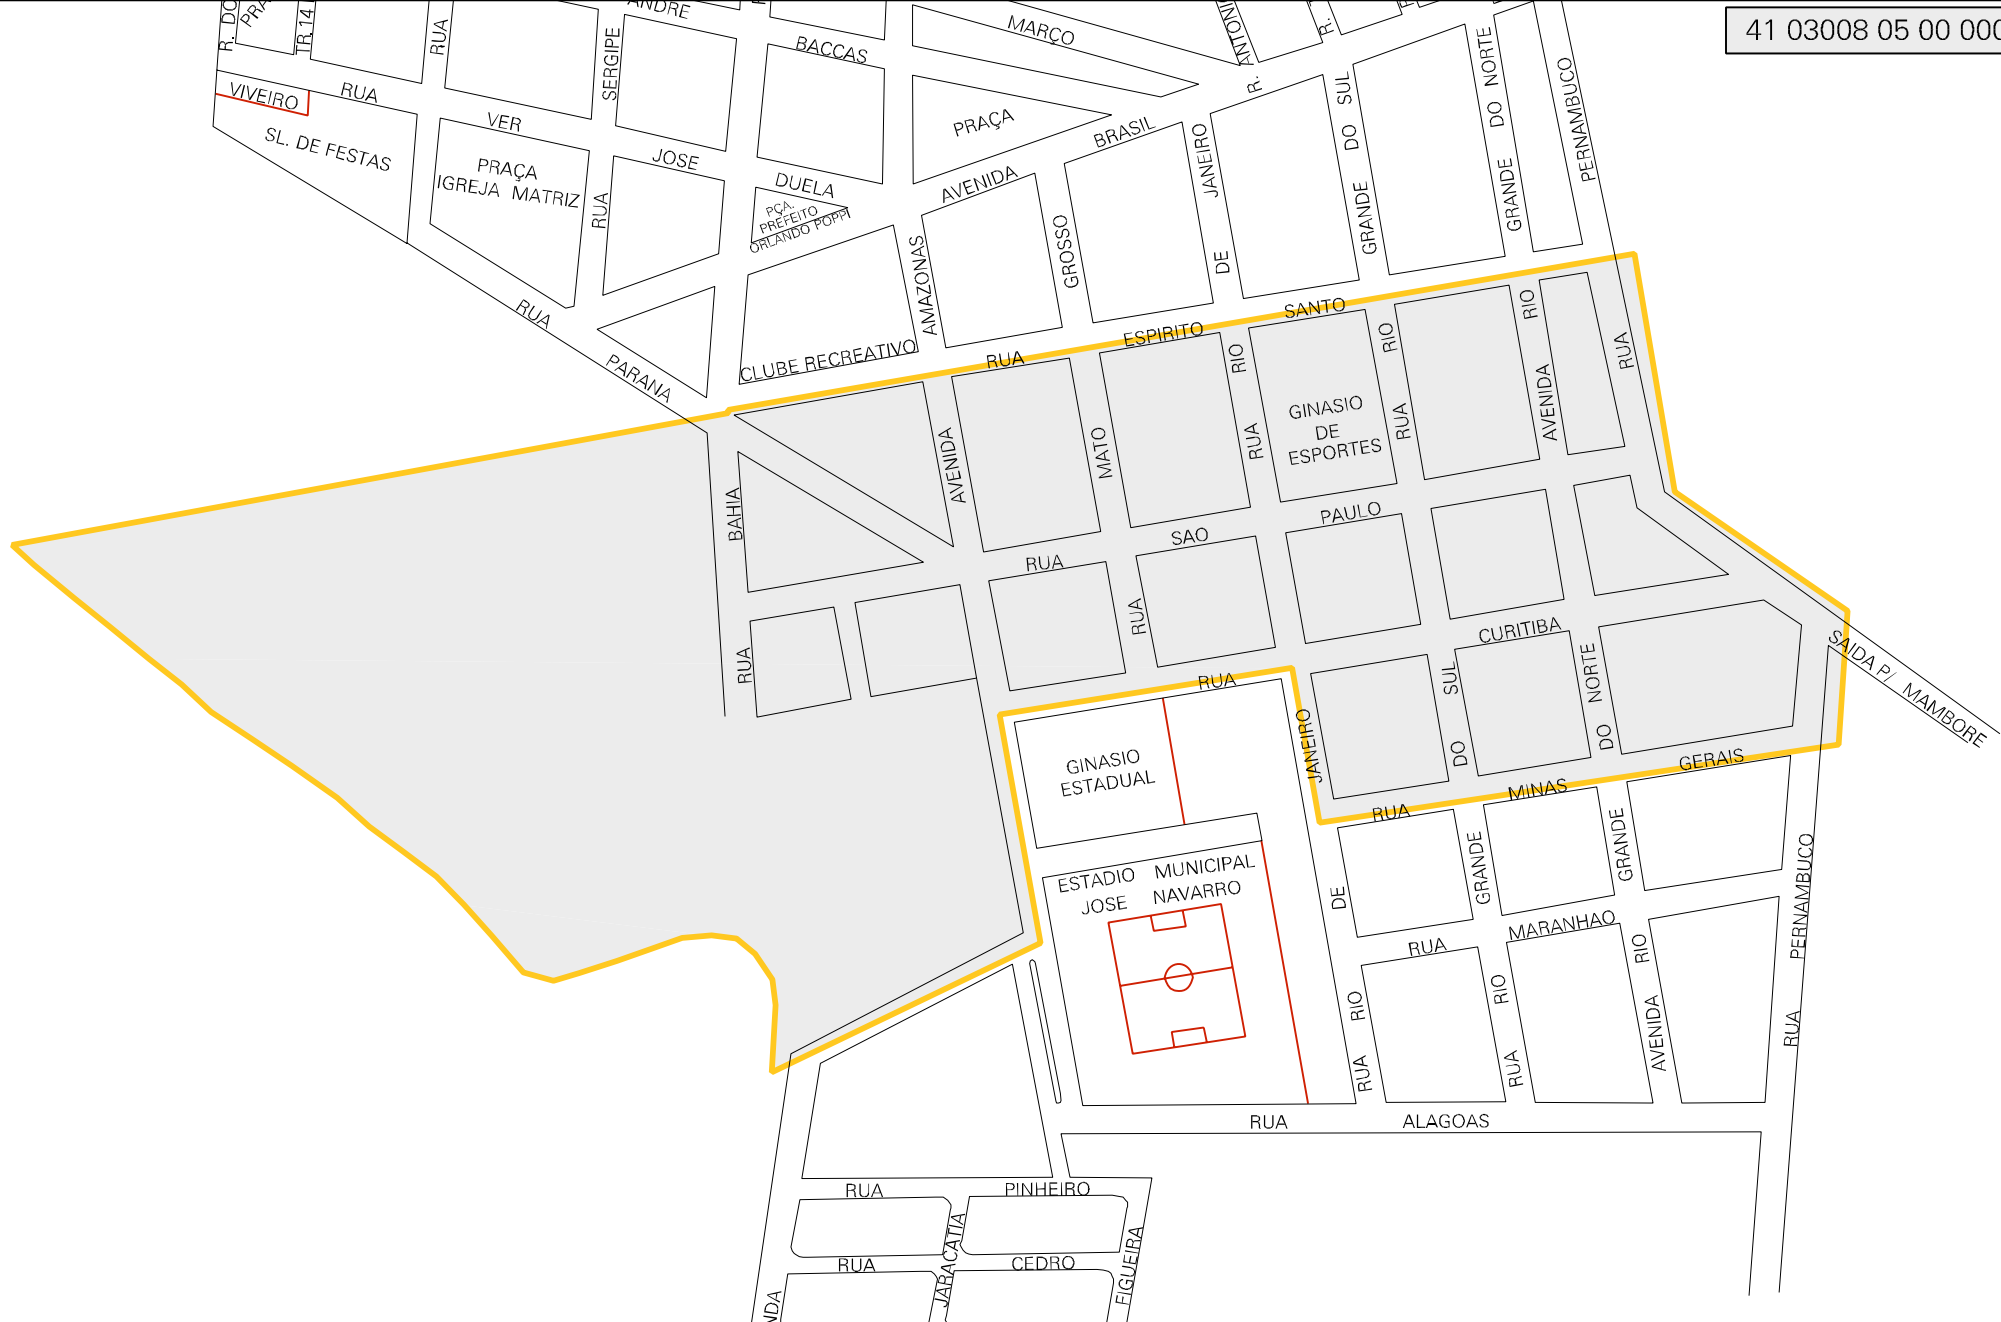 41 03008 05 00 000
R. DO
PRA
TR.14
RUA
SERGIPE
ANDRE
BACCAS
MARÇO
R. ANTONI
R.
VIVEIRO
RUA
SL. DE FESTAS
VER
JOSE
DUELA
PRAÇA
IGREJA MATRIZ
RUA
PÇA.
PREFEITO
ORLANDO POPPI
PRAÇA
AVENIDA
BRASIL
JANEIRO
DE
GROSSO
AMAZONAS
DO SUL
GRANDE
DO NORTE
GRANDE
PERNAMBUCO
RUA
PARANA
CLUBE RECREATIVO
RUA
ESPIRITO
SANTO
RIO
RIO
RIO
RUA
GINASIO
DE
ESPORTES
RUA
RUA
AVENIDA
MATO
AVENIDA
BAHIA
RUA
SAO
PAULO
RUA
RUA
RUA
CURITIBA
SUL
DO
NORTE
DO
SAIDA P/ MAMBORE
GINASIO
ESTADUAL
JANEIRO
RUA
MINAS
GERAIS
ESTADIO MUNICIPAL
JOSE NAVARRO
DE
GRANDE
GRANDE
PERNAMBUCO
RUA
MARANHAO
RIO
RIO
RIO
RUA
RUA
AVENIDA
RUA
RUA
ALAGOAS
RUA
PINHEIRO
JARACATIA
FIGUEIRA
RUA
CEDRO
NDA